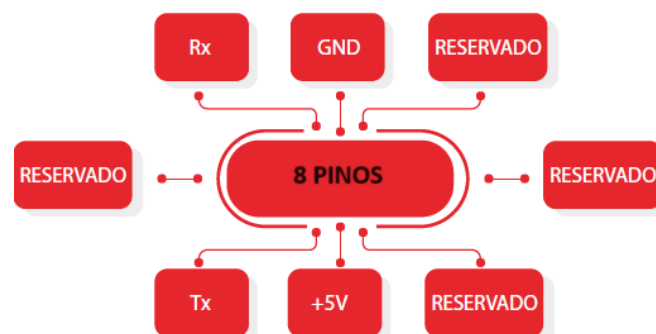 Rx
GND
RESERVADO
RESERVADO
8 PINOS
RESERVADO
Tx
+5V
RESERVADO